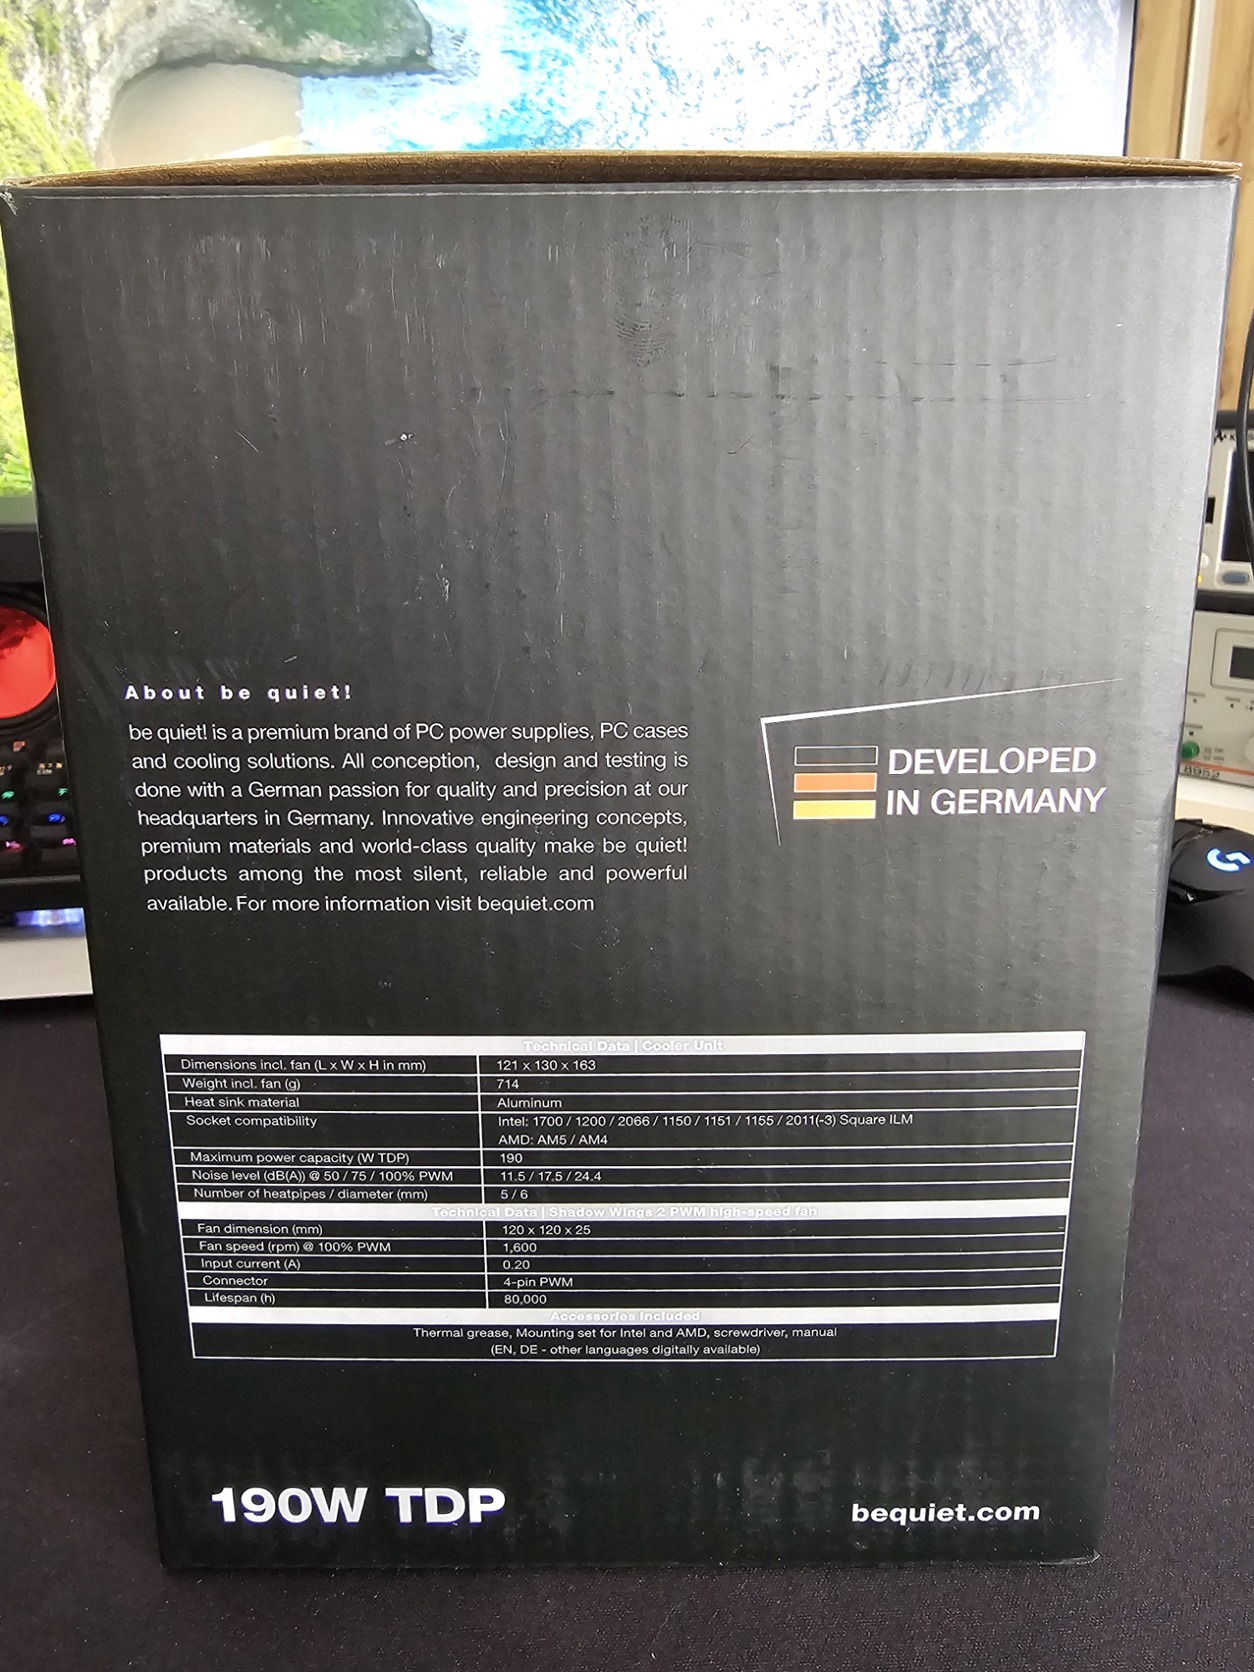 About be quiet!
be quiet! is a premium brand of PC power supplies, PC cases
and cooling solutions. All conception, design and testing is
done with a German passion for quality and precision at our
headquarters in Germany. Innovative engineering concepts,
premium materials and world-class quality make be quiet!
products among the most silent, reliable and powerful
available. For more information visit bequiet.com
DEVELOPED
IN GERMANY
Technical Data | Cooler Unit
Dimensions incl. fan (L x W x H in mm) 121 x 130 x 163
Weight incl. fan (g) 714
Heat sink material Aluminum
Socket compatibility Intel: 1700 / 1200 / 2066 / 1150 / 1151 / 1155 / 2011(-3) Square ILM
AMD: AM5 / AM4
Maximum power capacity (W TDP) 190
Noise level (dB(A)) @ 50 / 75 / 100% PWM 11.5 / 17.5 / 24.4
Number of heatpipes / diameter (mm) 5 / 6
Technical Data | Shadow Wings 2 PWM high-speed fan
Fan dimension (mm) 120 x 120 x 25
Fan speed (rpm) @ 100% PWM 1,600
Input current (A) 0.20
Connector 4-pin PWM
Lifespan (h) 80,000
Accessories Included
Thermal grease, Mounting set for Intel and AMD, screwdriver, manual
(EN, DE - other languages digitally available)
190W TDP
bequiet.com
8952